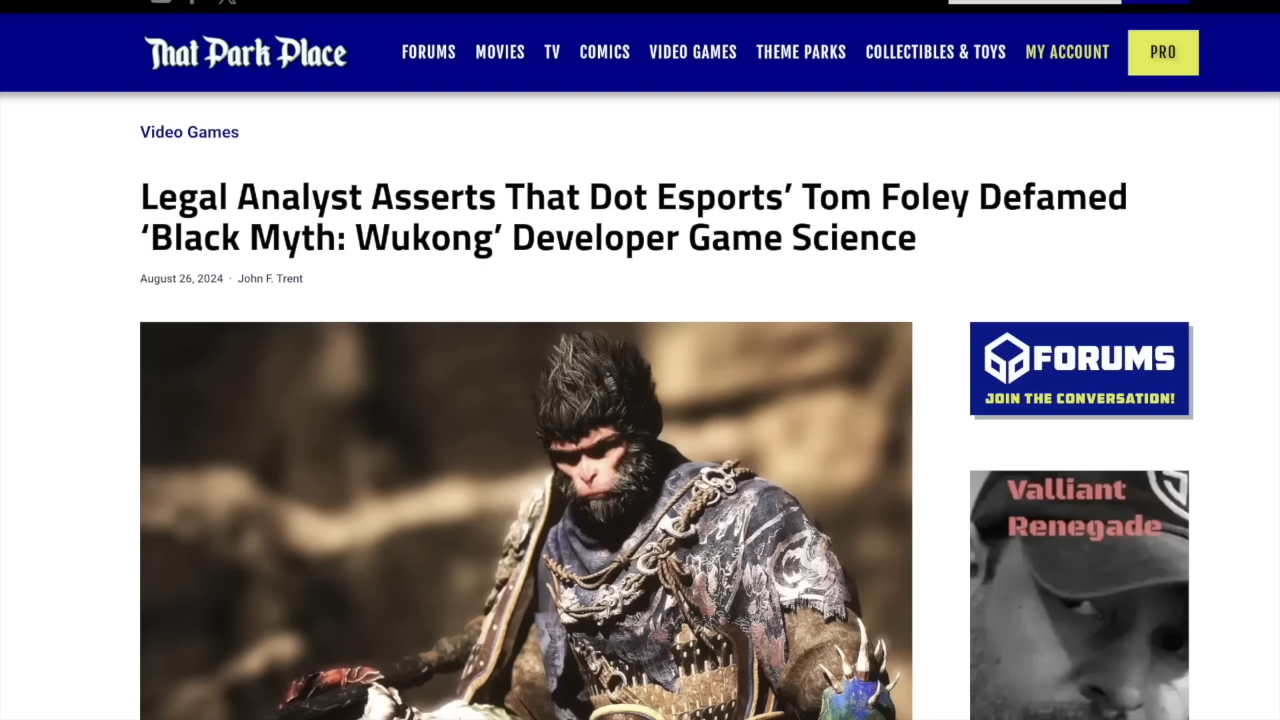 That Park Place
FORUMS MOVIES TV COMICS VIDEO GAMES THEME PARKS COLLECTIBLES & TOYS MY ACCOUNT PRO
Video Games
Legal Analyst Asserts That Dot Esports’ Tom Foley Defamed
‘Black Myth: Wukong’ Developer Game Science
August 26, 2024 · John F. Trent
FORUMS
JOIN THE CONVERSATION!
Valliant
Renegade